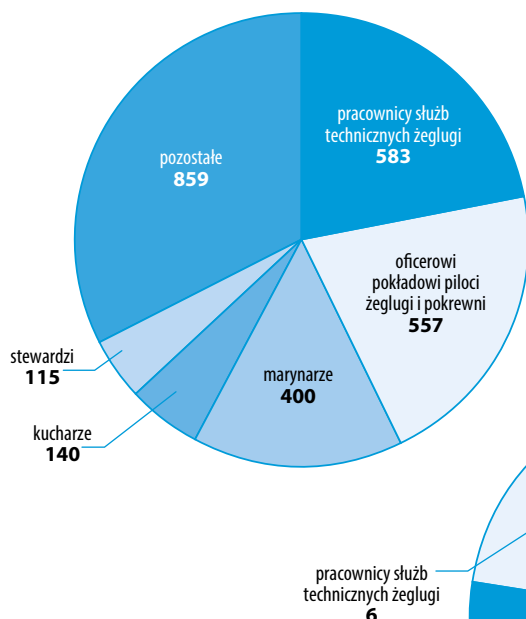 pracownicy służb
technicznych żeglugi
583
pozostałe
859
oficerowi
pokładowi piloci
żeglugi i pokrewni
557
stewardzi
115
marynarze
400
kucharze
140
pracownicy służb
technicznych żeglugi
6